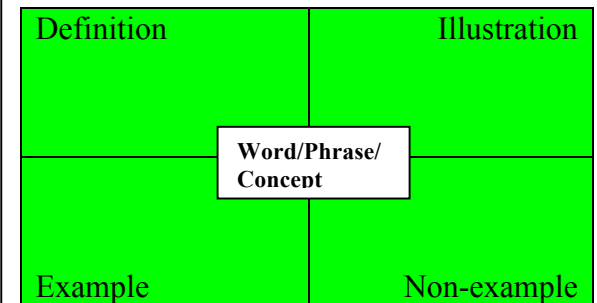 Definition Illustration
Word/Phrase/
Concept
Example Non-example